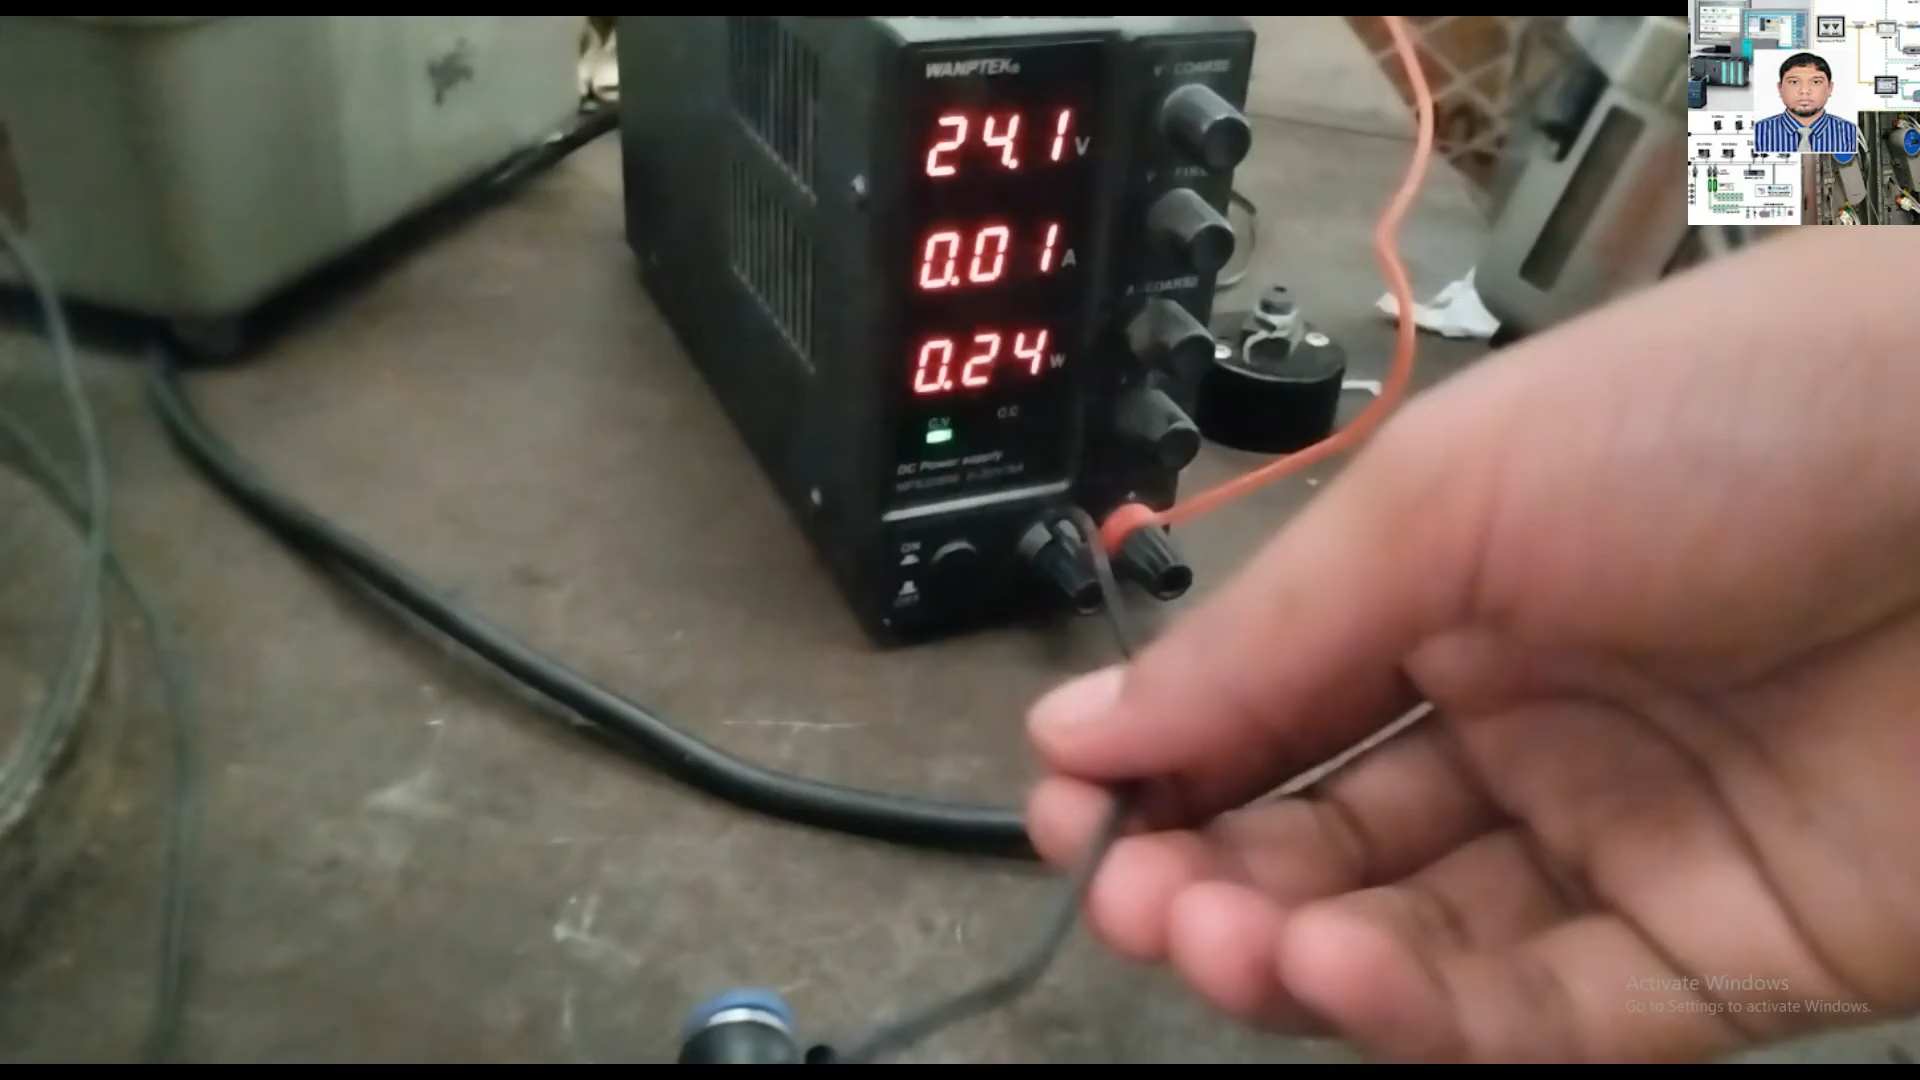 WANPTEK
V COARSE
24.1 V
V FINE
0.01 A
A COARSE
0.24 W
C.V C.C
DC Power supply
ON
OFF
Activate Windows
Go to Settings to activate Windows.